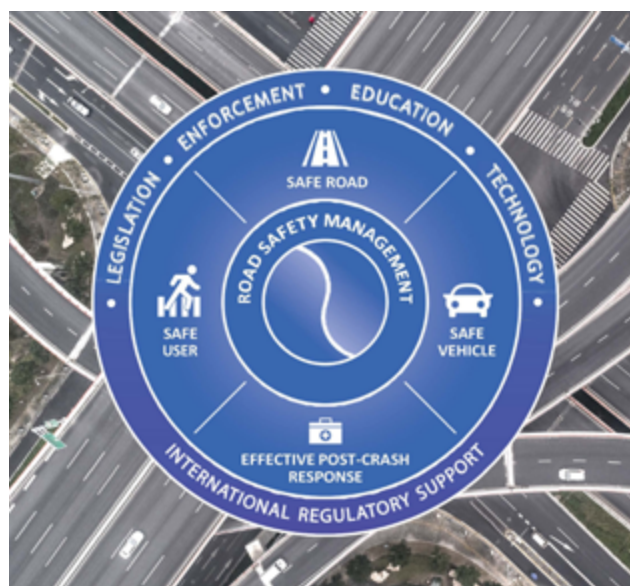 • LEGISLATION • ENFORCEMENT • EDUCATION • TECHNOLOGY •
SAFE ROAD
ROAD SAFETY MANAGEMENT
SAFE
USER
SAFE
VEHICLE
EFFECTIVE POST-CRASH
RESPONSE
INTERNATIONAL REGULATORY SUPPORT